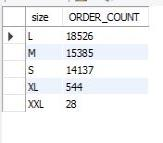 size ORDER_COUNT
L 18526
M 15385
S 14137
XL 544
XXL 28